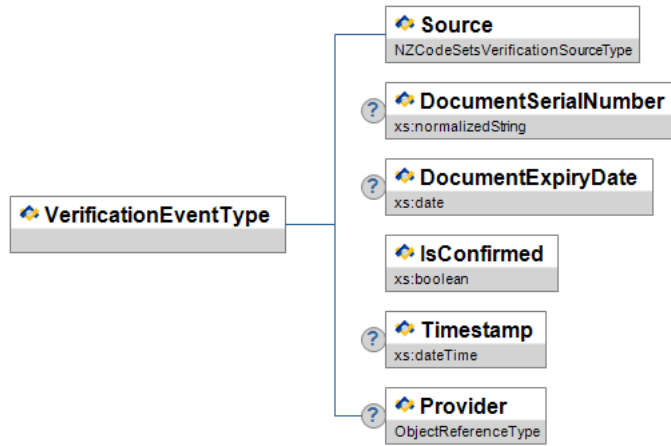 Source
NZCodeSetsVerificationSourceType
? DocumentSerialNumber
xs:normalizedString
? DocumentExpiryDate
xs:date
VerificationEventType
IsConfirmed
xs:boolean
? Timestamp
xs:dateTime
? Provider
ObjectReferenceType